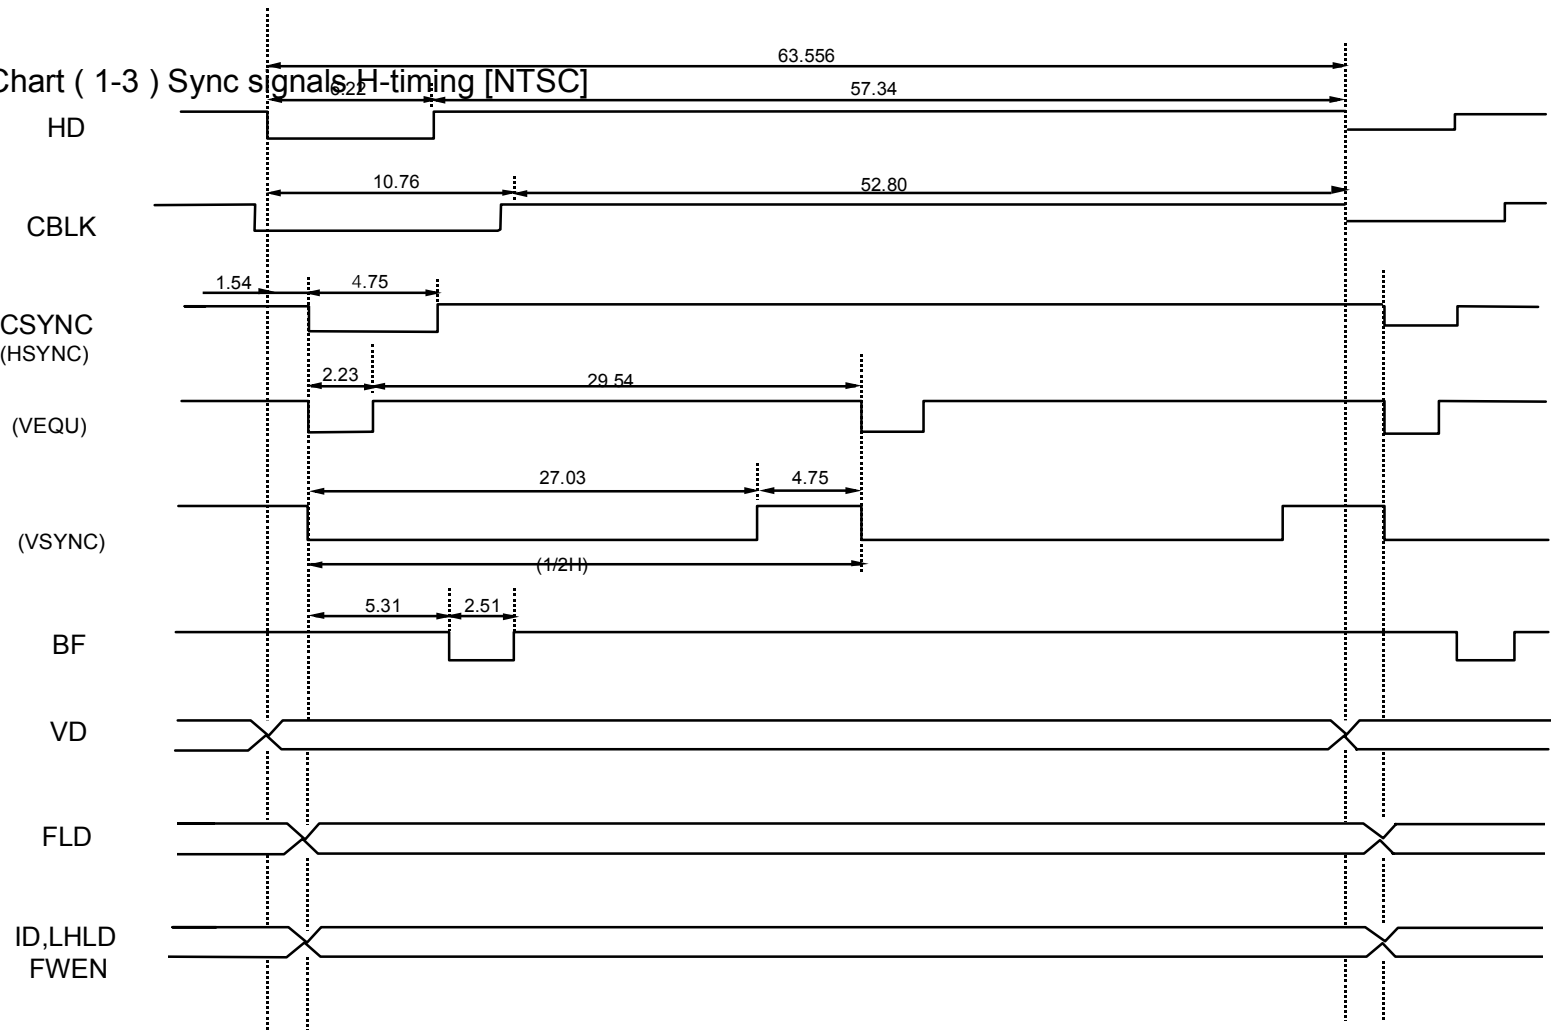 63.556
Chart ( 1-3 ) Sync signals H-timing [NTSC]
6.22 57.34
HD
10.76 52.80
CBLK
1.54 4.75
CSYNC
(HSYNC)
2.23 29.54
(VEQU)
27.03 4.75
(VSYNC)
(1/2H)
5.31 2.51
BF
VD
FLD
ID,LHLD
FWEN